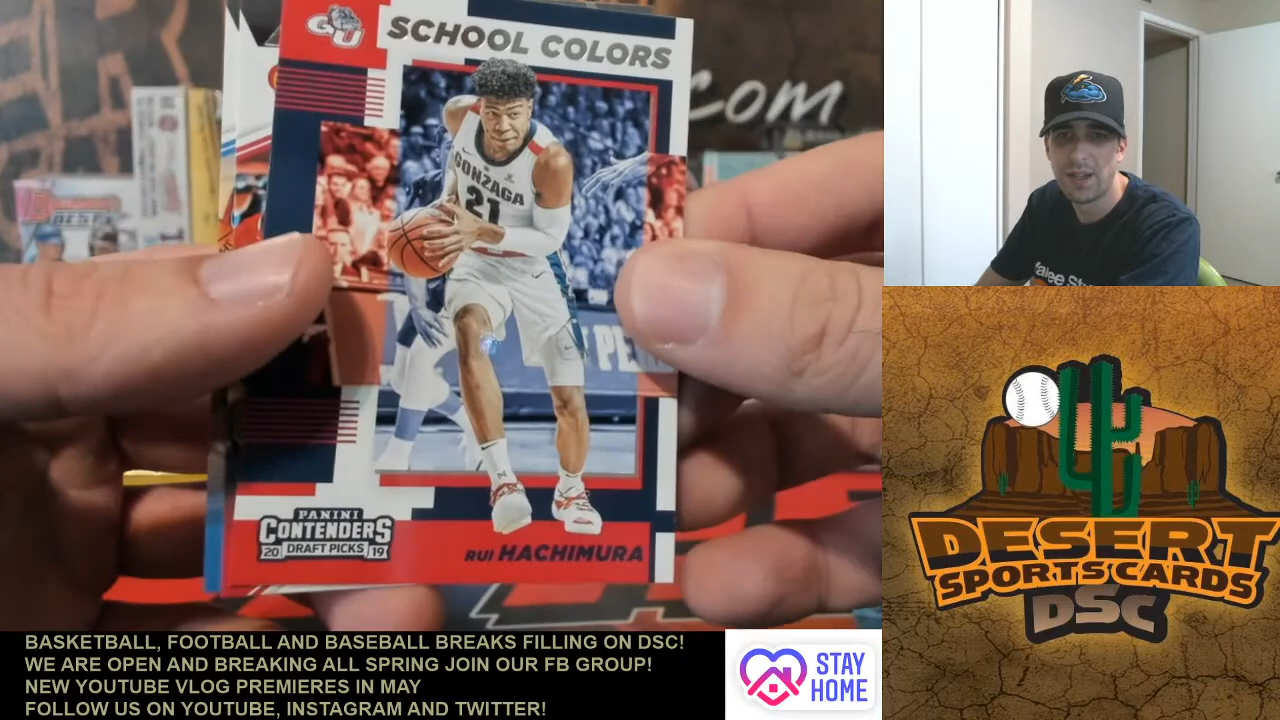 GU
SCHOOL COLORS
.com
GONZAGA
21
PANINI
CONTENDERS
20 DRAFT PICKS 19
RUI HACHIMURA
DESERT
SPORTS CARDS
DSC
BASKETBALL, FOOTBALL AND BASEBALL BREAKS FILLING ON DSC!
WE ARE OPEN AND BREAKING ALL SPRING JOIN OUR FB GROUP!
NEW YOUTUBE VLOG PREMIERES IN MAY
FOLLOW US ON YOUTUBE, INSTAGRAM AND TWITTER!
STAY
HOME